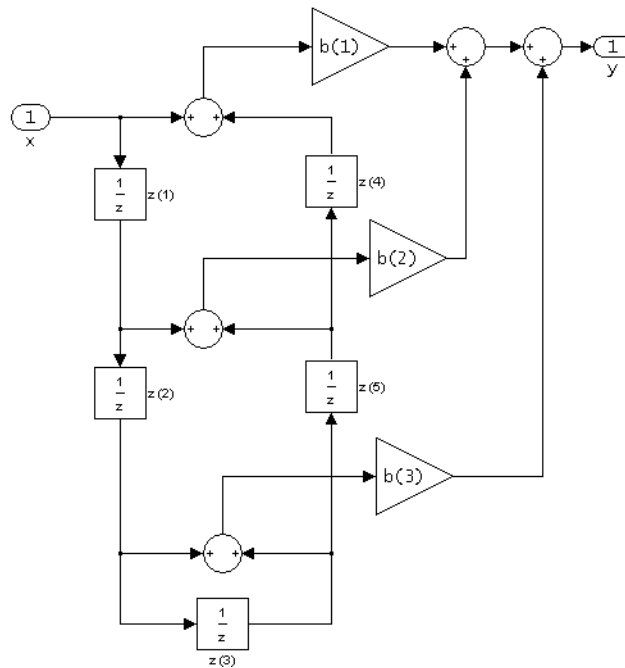 b(1)
+
+
+
+
1
y
1
x
+
+
1
z
z(1)
1
z
z(4)
b(2)
+
+
1
z
z(2)
1
z
z(5)
b(3)
+
+
1
z
z(3)